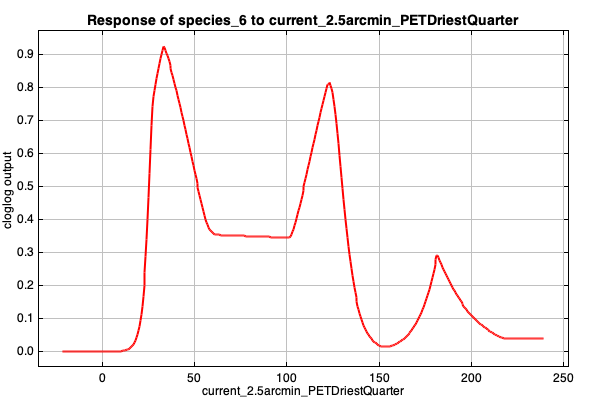 Response of species_6 to current_2.5arcmin_PETDriestQuarter
cloglog output
0.9
0.8
0.7
0.6
0.5
0.4
0.3
0.2
0.1
0.0
0 50 100 150 200 250
current_2.5arcmin_PETDriestQuarter